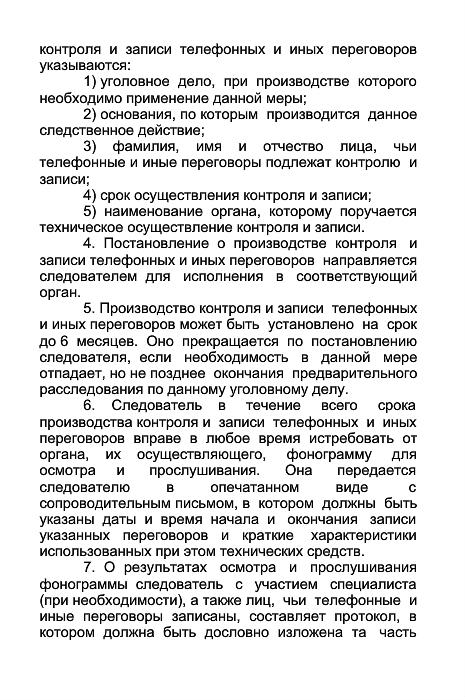 контроля и записи телефонных и иных переговоров
указываются:
1) уголовное дело, при производстве которого
необходимо применение данной меры;
2) основания, по которым производится данное
следственное действие;
3) фамилия, имя и отчество лица, чьи
телефонные и иные переговоры подлежат контролю и
записи;
4) срок осуществления контроля и записи;
5) наименование органа, которому поручается
техническое осуществление контроля и записи.
4. Постановление о производстве контроля и
записи телефонных и иных переговоров направляется
следователем для исполнения в соответствующий
орган.
5. Производство контроля и записи телефонных
и иных переговоров может быть установлено на срок
до 6 месяцев. Оно прекращается по постановлению
следователя, если необходимость в данной мере
отпадает, но не позднее окончания предварительного
расследования по данному уголовному делу.
6. Следователь в течение всего срока
производства контроля и записи телефонных и иных
переговоров вправе в любое время истребовать от
органа, их осуществляющего, фонограмму для
осмотра и прослушивания. Она передается
следователю в опечатанном виде с
сопроводительным письмом, в котором должны быть
указаны даты и время начала и окончания записи
указанных переговоров и краткие характеристики
использованных при этом технических средств.
7. О результатах осмотра и прослушивания
фонограммы следователь с участием специалиста
(при необходимости), а также лиц, чьи телефонные и
иные переговоры записаны, составляет протокол, в
котором должна быть дословно изложена та часть